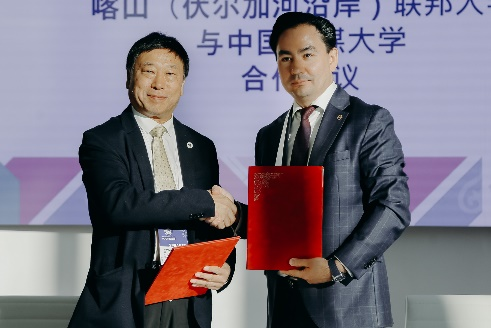 喀山（伏尔加河沿岸）联邦大学
与中国 媒大学
合作 议